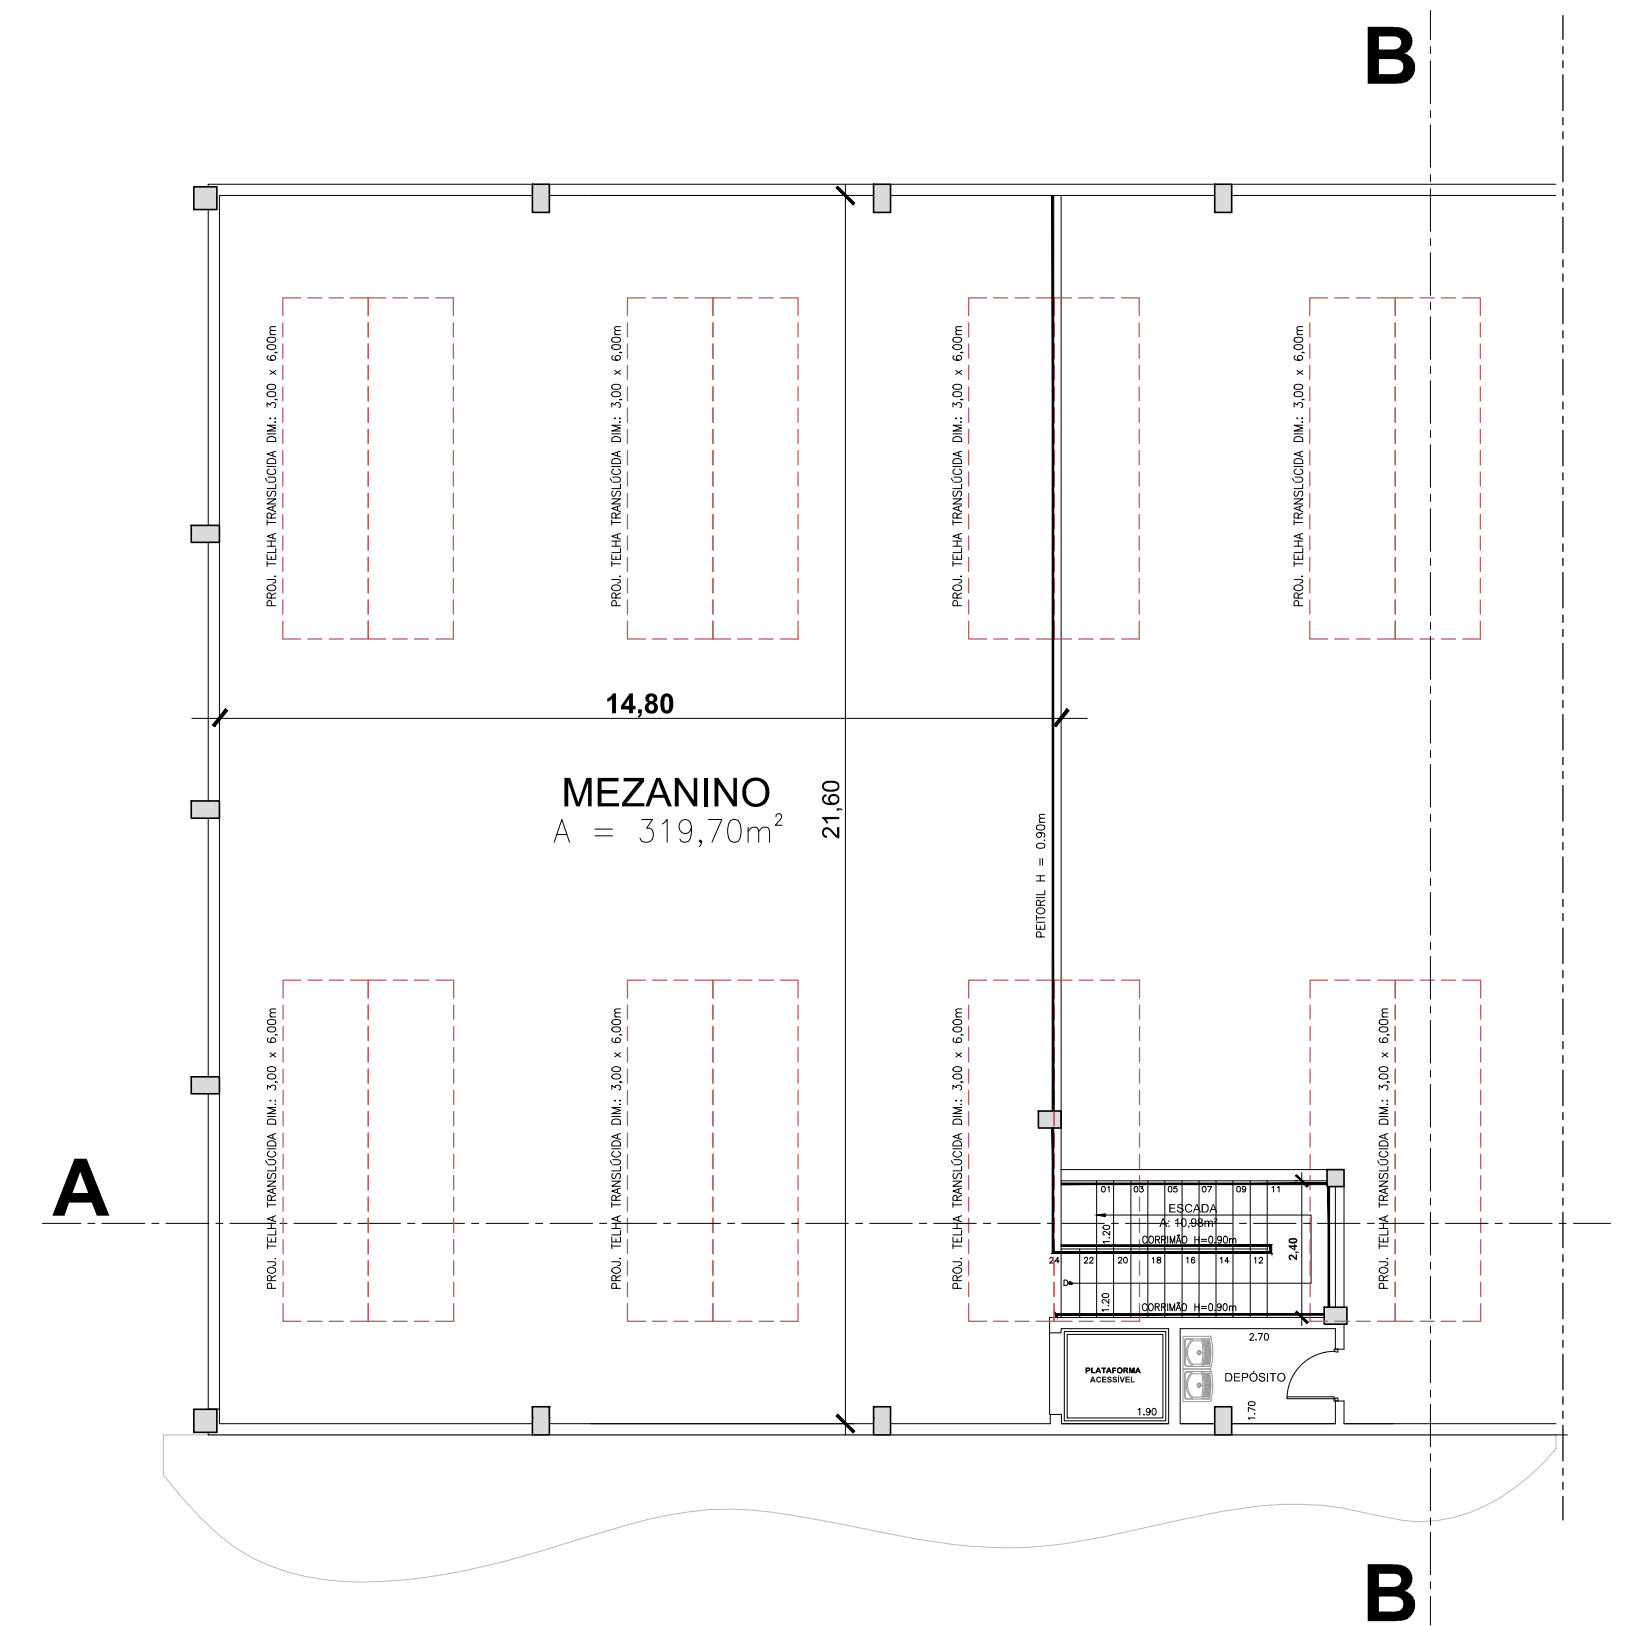 B
PROJ. TELHA TRANSLÚCIDA DIM.: 3,00 x 6,00m
PROJ. TELHA TRANSLÚCIDA DIM.: 3,00 x 6,00m
PROJ. TELHA TRANSLÚCIDA DIM.: 3,00 x 6,00m
PROJ. TELHA TRANSLÚCIDA DIM.: 3,00 x 6,00m
14,80
MEZANINO
A = 319,70m²
21,60
PEITORIL H = 0.90m
PROJ. TELHA TRANSLÚCIDA DIM.: 3,00 x 6,00m
PROJ. TELHA TRANSLÚCIDA DIM.: 3,00 x 6,00m
PROJ. TELHA TRANSLÚCIDA DIM.: 3,00 x 6,00m
PROJ. TELHA TRANSLÚCIDA DIM.: 3,00 x 6,00m
A
01 03 05 07 09 11
ESCADA
A: 10,98m²
1.20
CORRIMÃO H=0.90m
2,40
24 22 20 18 16 14 12
D
1.20
CORRIMÃO H=0.90m
2.70
PLATAFORMA
ACESSÍVEL
1.90
DEPÓSITO
1.70
B